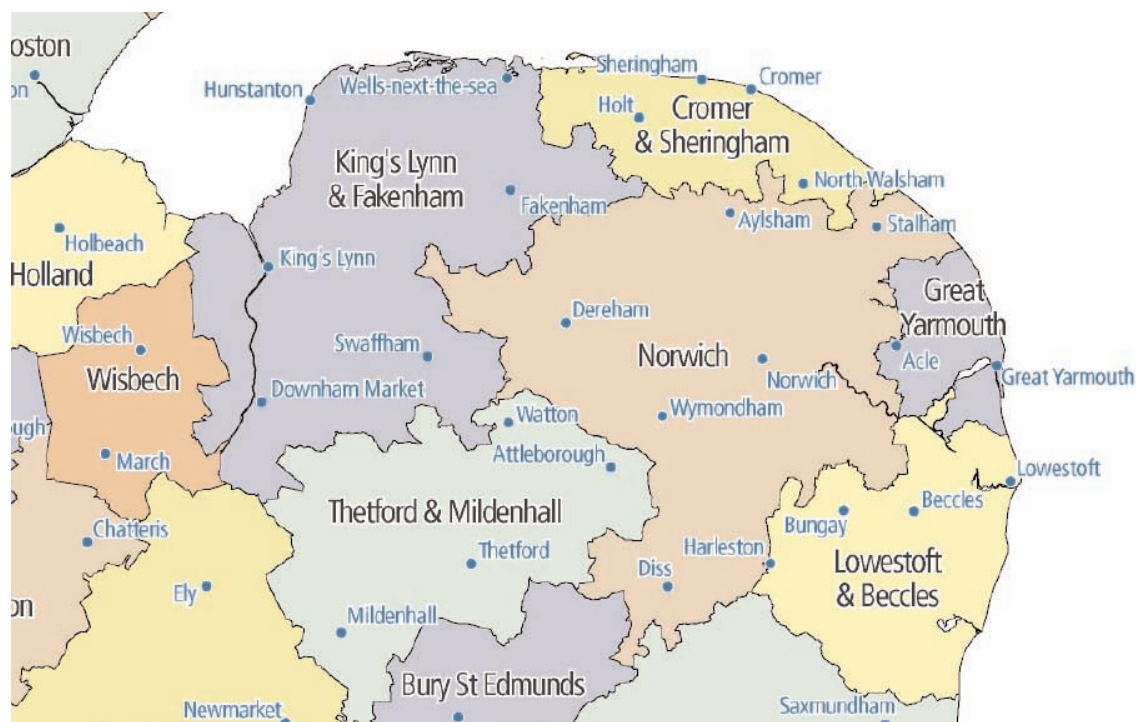 oston
on
Hunstanton
Wells-next-the-sea
Sheringham
Cromer
Holt
Cromer
& Sheringham
King's Lynn
& Fakenham
Fakenham
North Walsham
Aylsham
Stalham
Holbeach
Holland
King's Lynn
Great
Yarmouth
Wisbech
Wisbech
Dereham
Swaffham
Norwich
Norwich
Acle
Great Yarmouth
Downham Market
Watton
Wymondham
ugh
March
Attleborough
Lowestoft
Chatteris
Thetford & Mildenhall
Bungay
Beccles
Thetford
Harleston
Lowestoft
& Beccles
Diss
Ely
on
Mildenhall
Bury St Edmunds
Newmarket
Saxmundham